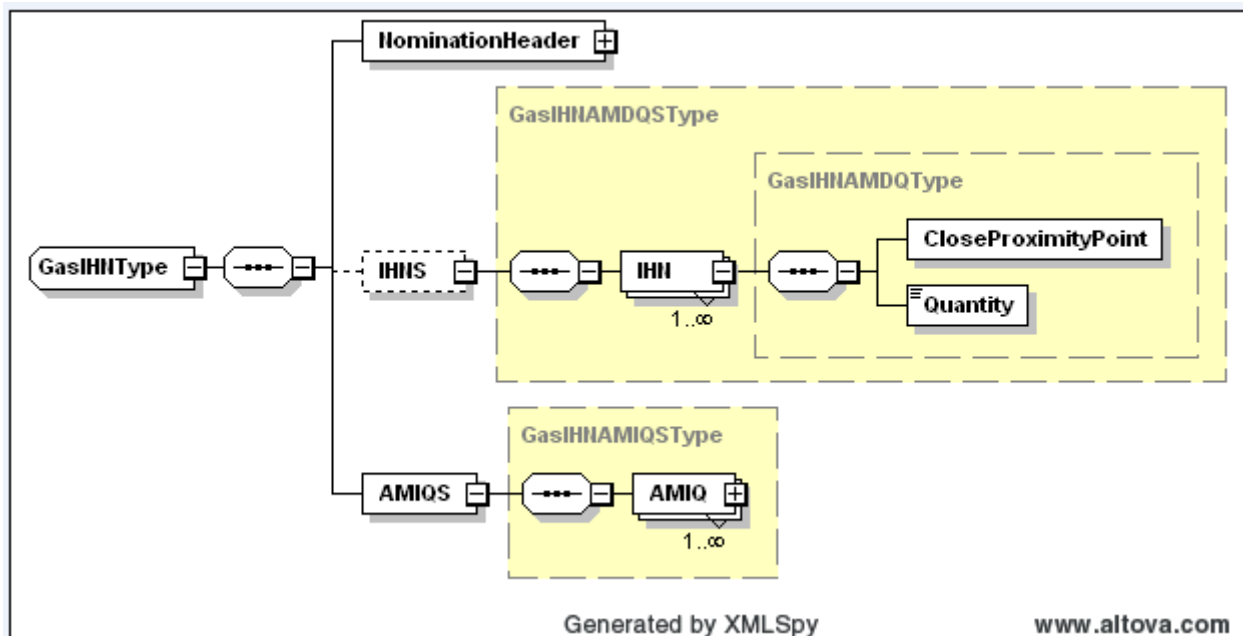 NominationHeader
GasIHNAMDQSType
GasIHNAMDQType
CloseProximityPoint
GasIHNType
IHNS
IHN
1..∞
Quantity
GasIHNAMIQSType
AMIQS
AMIQ
1..∞
Generated by XMLSpy
www.altova.com